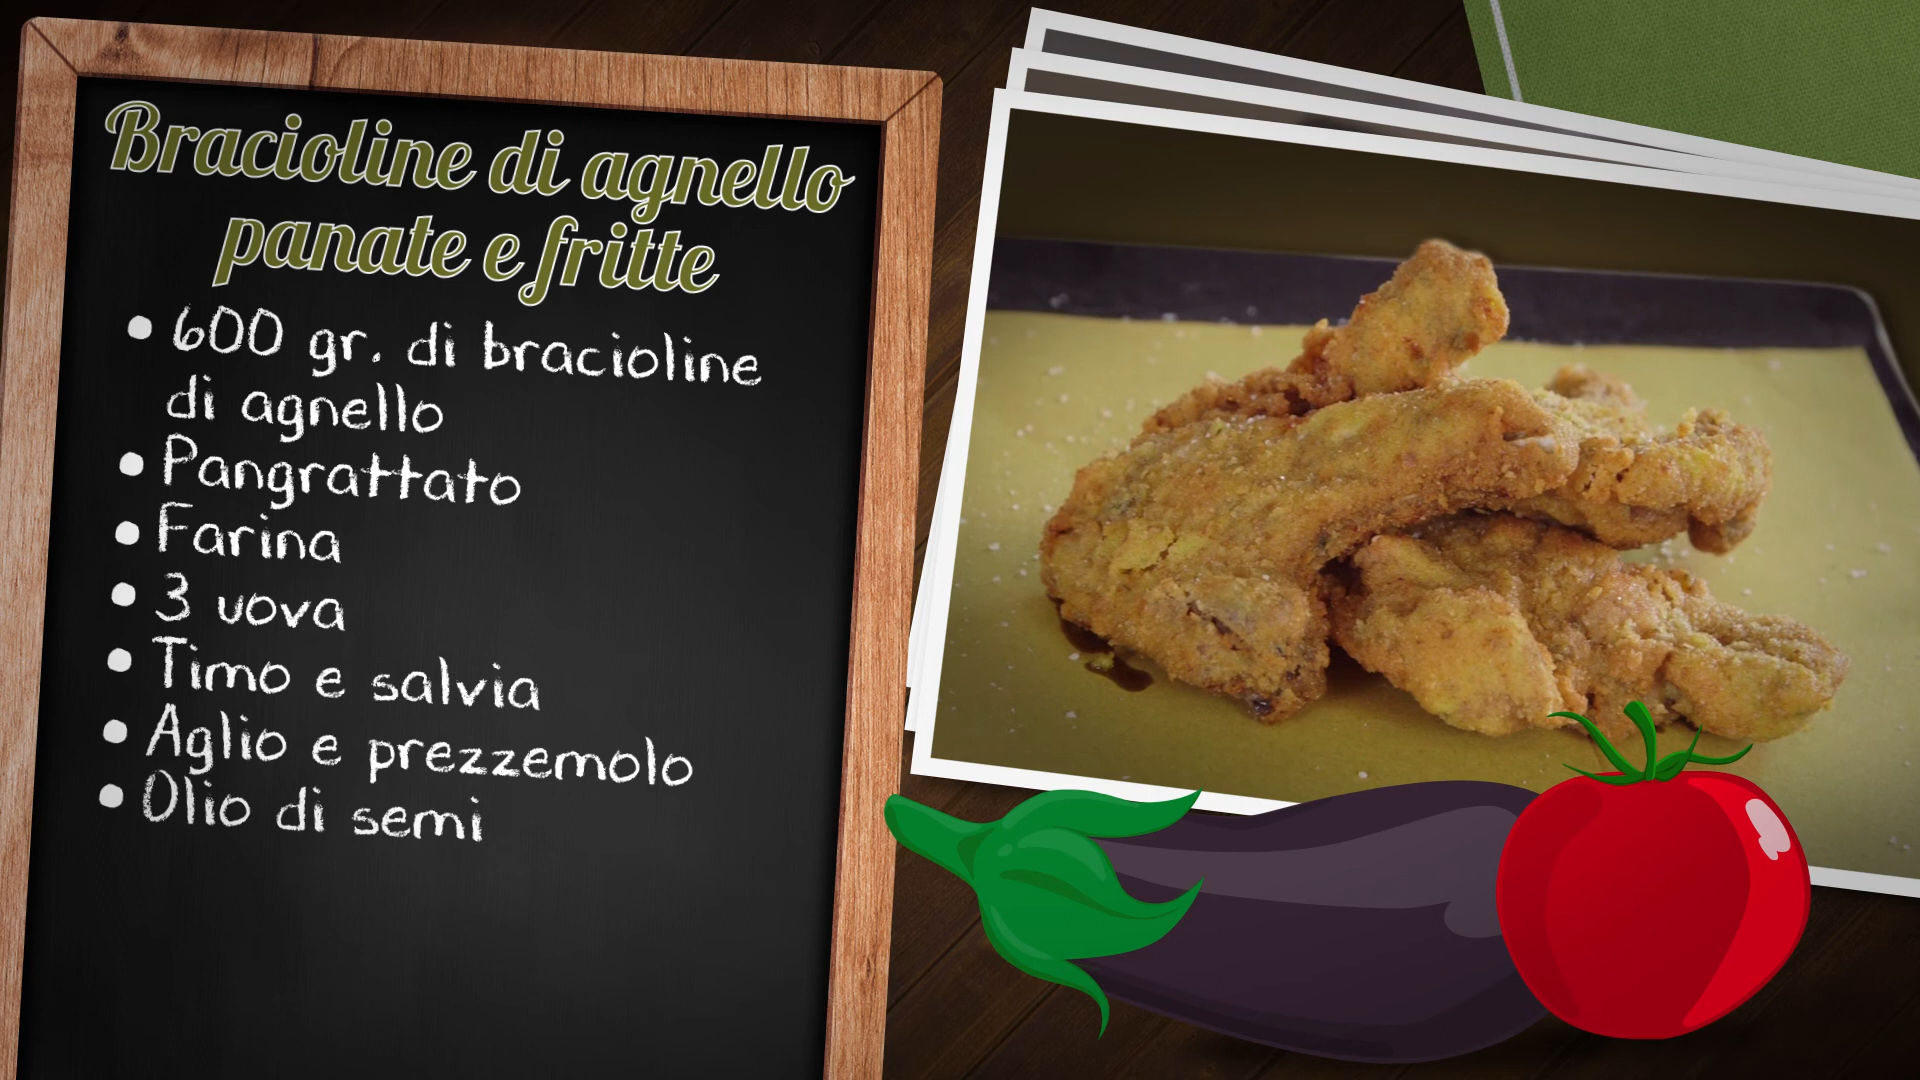 Bracioline di agnello
panate e fritte
• 600 gr. di bracioline
di agnello
• Pangrattato
• Farina
• 3 uova
• Timo e salvia
• Aglio e prezzemolo
• Olio di semi